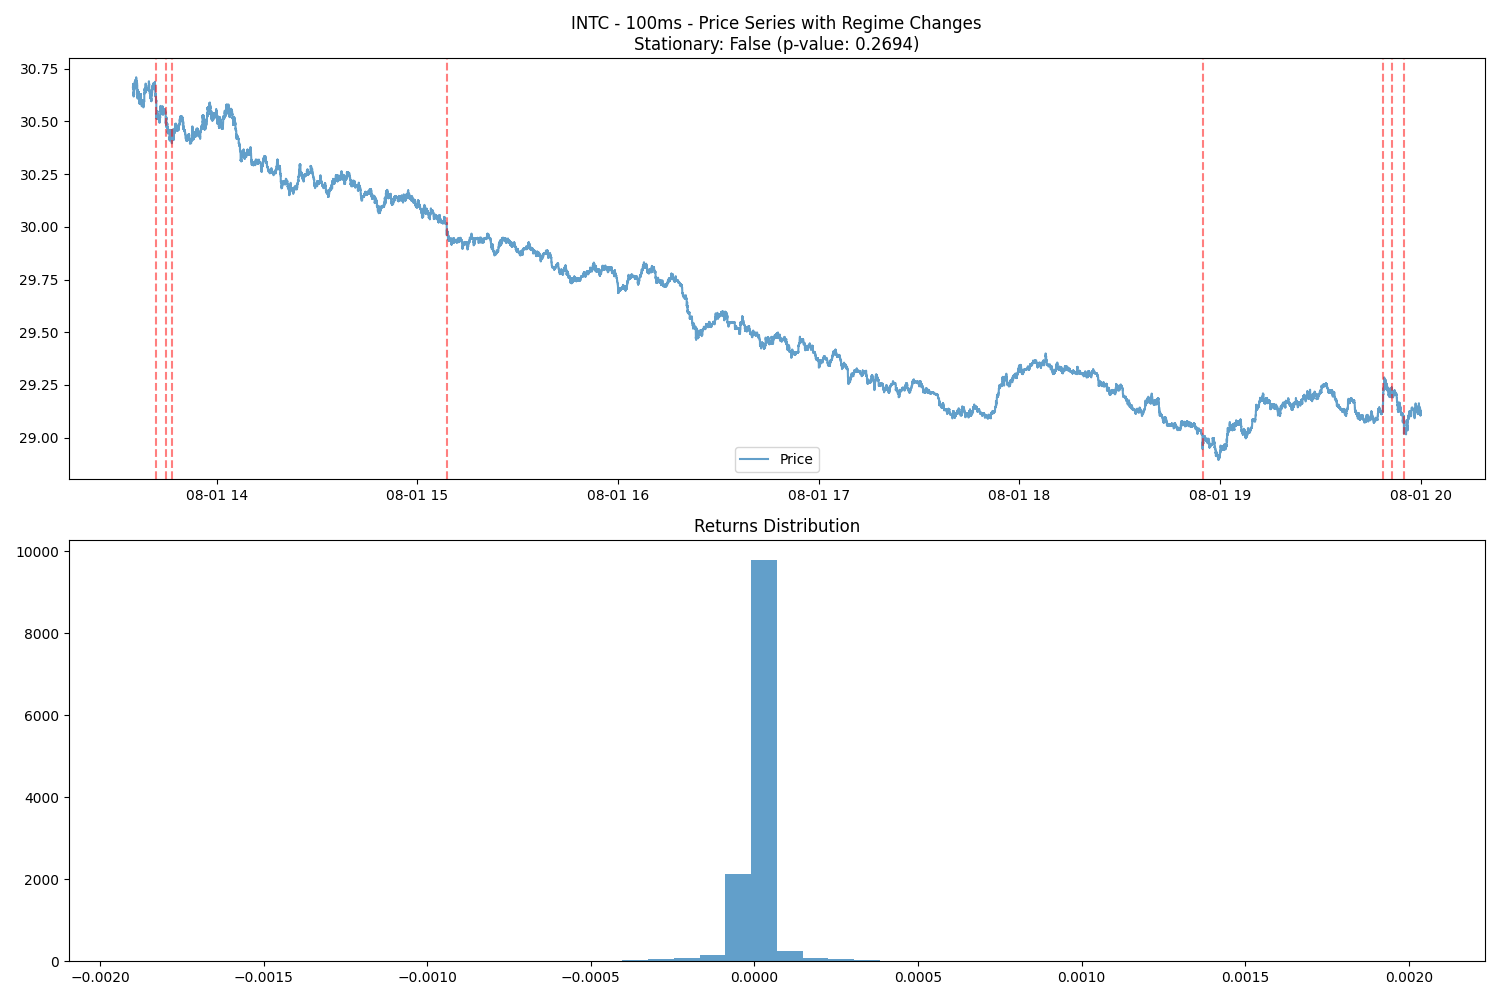 INTC - 100ms - Price Series with Regime Changes
Stationary: False (p-value: 0.2694)
30.75
30.50
30.25
30.00
29.75
29.50
29.25
29.00
Price
08-01 14 08-01 15 08-01 16 08-01 17 08-01 18 08-01 19 08-01 20
Returns Distribution
10000
8000
6000
4000
2000
0
−0.0020 −0.0015 −0.0010 −0.0005 0.0000 0.0005 0.0010 0.0015 0.0020